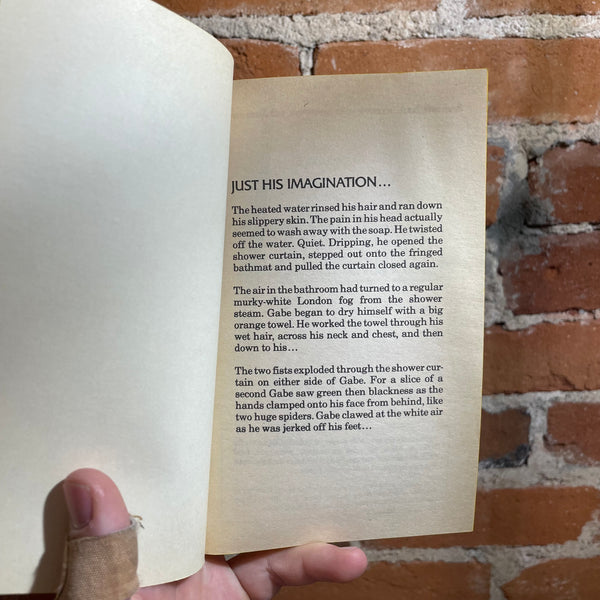 JUST HIS IMAGINATION...
The heated water rinsed his hair and ran down
his slippery skin. The pain in his head actually
seemed to wash away with the soap. He twisted
off the water. Quiet. Dripping, he opened the
shower curtain, stepped out onto the fringed
bathmat and pulled the curtain closed again.
The air in the bathroom had turned to a regular
murky-white London fog from the shower
steam. Gabe began to dry himself with a big
orange towel. He worked the towel through his
wet hair, across his neck and chest, and then
down to his...
The two fists exploded through the shower cur-
tain on either side of Gabe. For a slice of a
second Gabe saw green then blackness as the
hands clamped onto his face from behind, like
two huge spiders. Gabe clawed at the white air
as he was jerked off his feet...